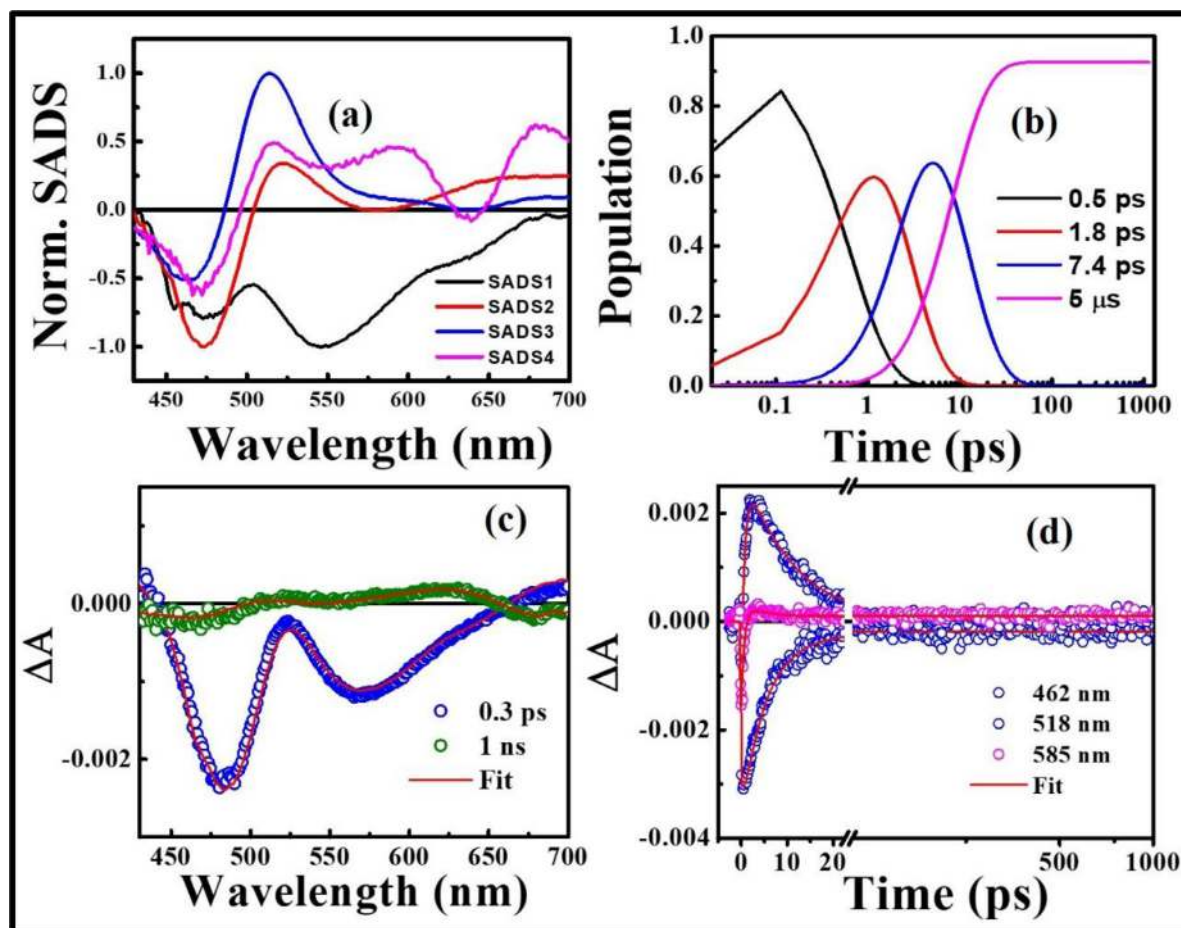 (a)
1.0
0.5
0.0
-0.5
-1.0
Norm. SADS
SADS1
SADS2
SADS3
SADS4
450 500 550 600 650 700
Wavelength (nm)
(b)
1.0
0.8
0.6
0.4
0.2
0.0
Population
0.5 ps
1.8 ps
7.4 ps
5 μs
0.1 1 10 100 1000
Time (ps)
(c)
0.000
-0.002
ΔA
0.3 ps
1 ns
Fit
450 500 550 600 650 700
Wavelength (nm)
(d)
0.002
0.000
-0.002
-0.004
ΔA
462 nm
518 nm
585 nm
Fit
0 10 20 500 1000
Time (ps)